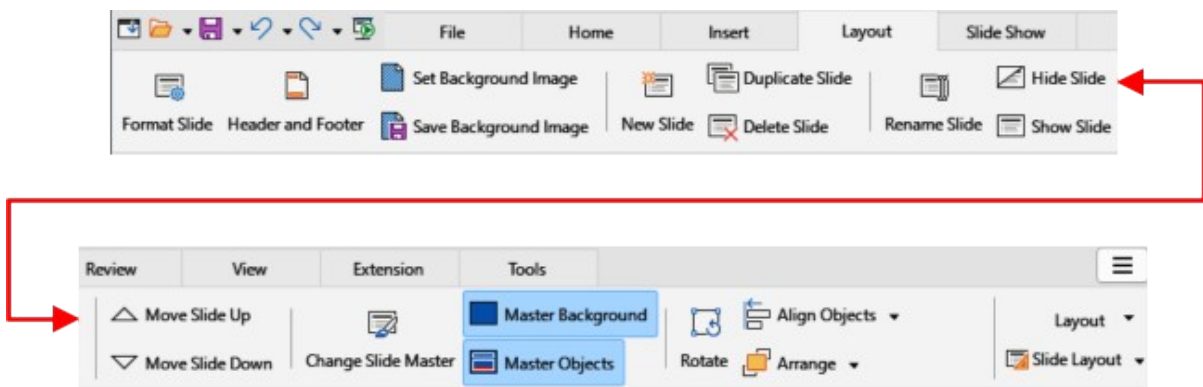 File Home Insert Layout Slide Show
Set Background Image Duplicate Slide Hide Slide
Format Slide Header and Footer Save Background Image New Slide Delete Slide Rename Slide Show Slide
Review View Extension Tools
Move Slide Up Master Background Align Objects Layout
Move Slide Down Change Slide Master Master Objects Rotate Arrange Slide Layout